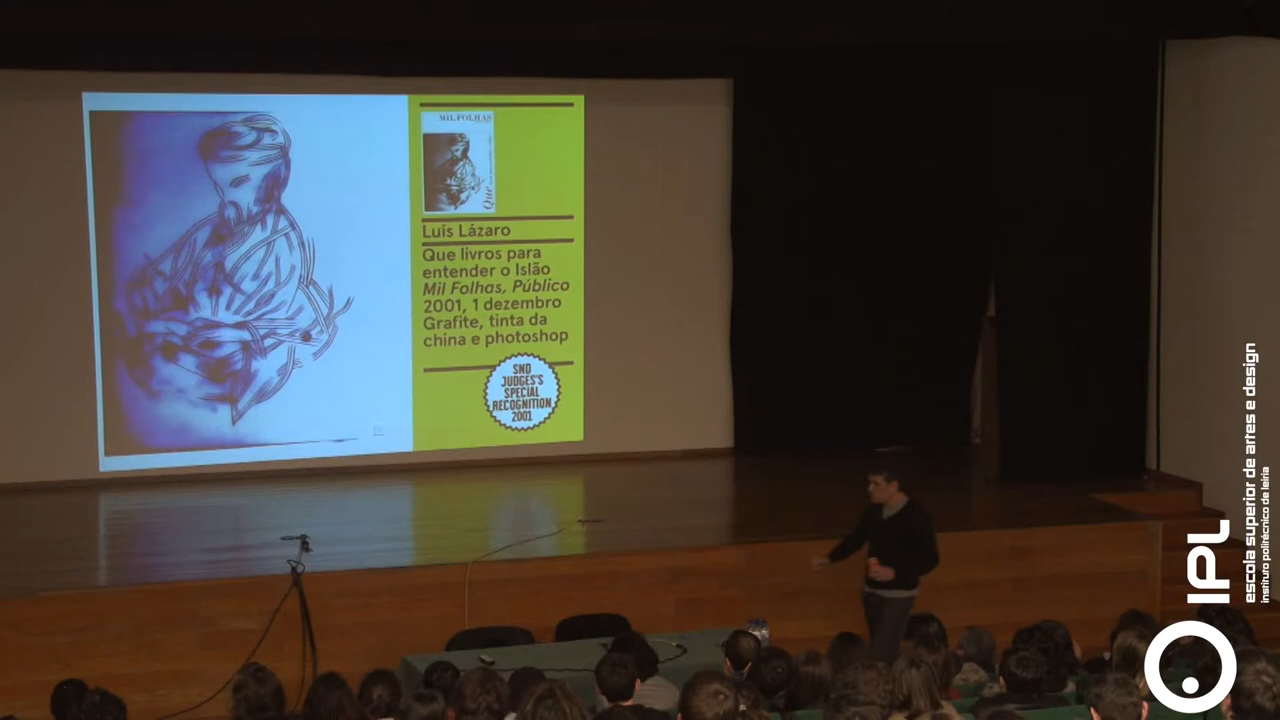 MIL FOLHAS
Que
Luís Lázaro
Que livros para
entender o Islão
Mil Folhas, Público
2001, 1 dezembro
Grafite, tinta da
china e photoshop
SND
JUDGES'S
SPECIAL
RECOGNITION
2001
IPL
escola superior de artes e design
instituto politécnico de leiria